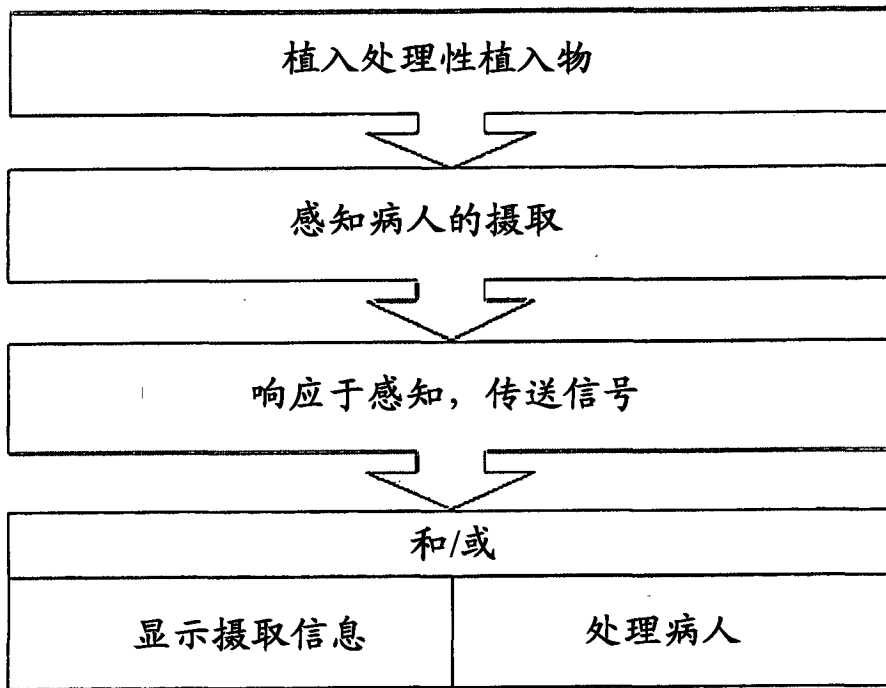 植入处理性植入物
感知病人的摄取
响应于感知，传送信号
和/或
显示摄取信息
处理病人